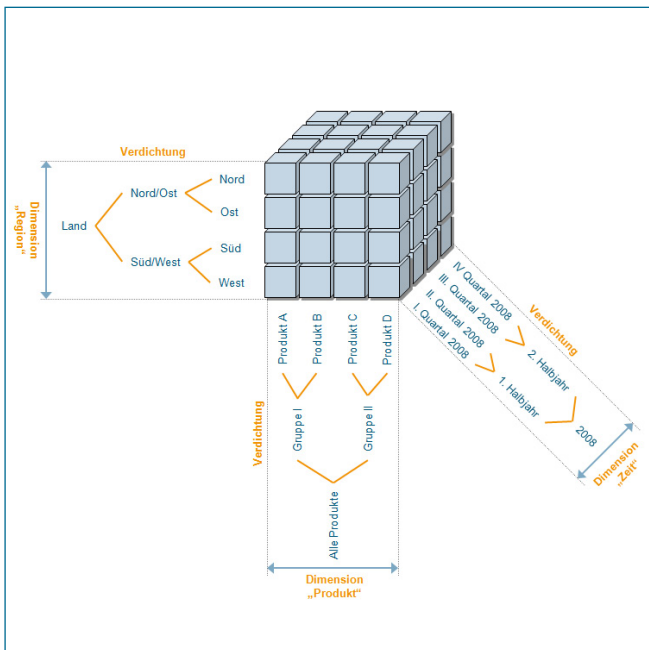 Verdichtung
Dimension
„Region“
Land
Nord/Ost
Süd/West
Nord
Ost
Süd
West
Produkt A
Produkt B
Produkt C
Produkt D
Verdichtung
Gruppe I
Gruppe II
Alle Produkte
Dimension
„Produkt“
IV Quartal 2008
III. Quartal 2008
II. Quartal 2008
I. Quartal 2008
Verdichtung
2. Halbjahr
1. Halbjahr
2008
Dimension
„Zeit“